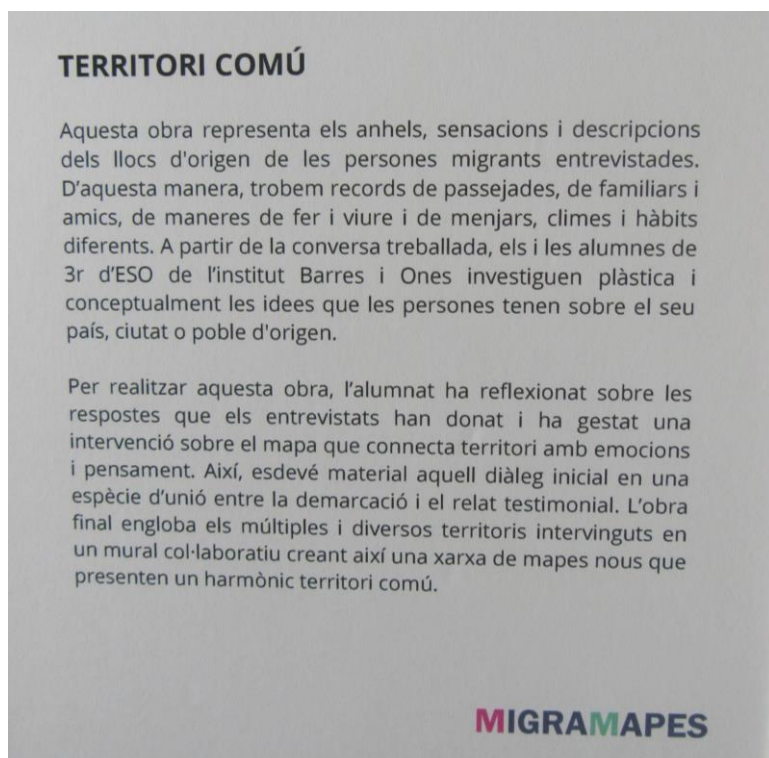 TERRITORI COMÚ
Aquesta obra representa els anhels, sensacions i descripcions
dels llocs d'origen de les persones migrants entrevistades.
D'aquesta manera, trobem records de passejades, de familiars i
amics, de maneres de fer i viure i de menjars, climes i hàbits
diferents. A partir de la conversa treballada, els i les alumnes de
3r d'ESO de l'institut Barres i Ones investiguen plàstica i
conceptualment les idees que les persones tenen sobre el seu
país, ciutat o poble d'origen.
Per realitzar aquesta obra, l'alumnat ha reflexionat sobre les
respostes que els entrevistats han donat i ha gestat una
intervenció sobre el mapa que connecta territori amb emocions
i pensament. Així, esdevé material aquell diàleg inicial en una
espècie d'unió entre la demarcació i el relat testimonial. L'obra
final engloba els múltiples i diversos territoris intervinguts en
un mural col·laboratiu creant així una xarxa de mapes nous que
presenten un harmònic territori comú.
MIGRAMAPES